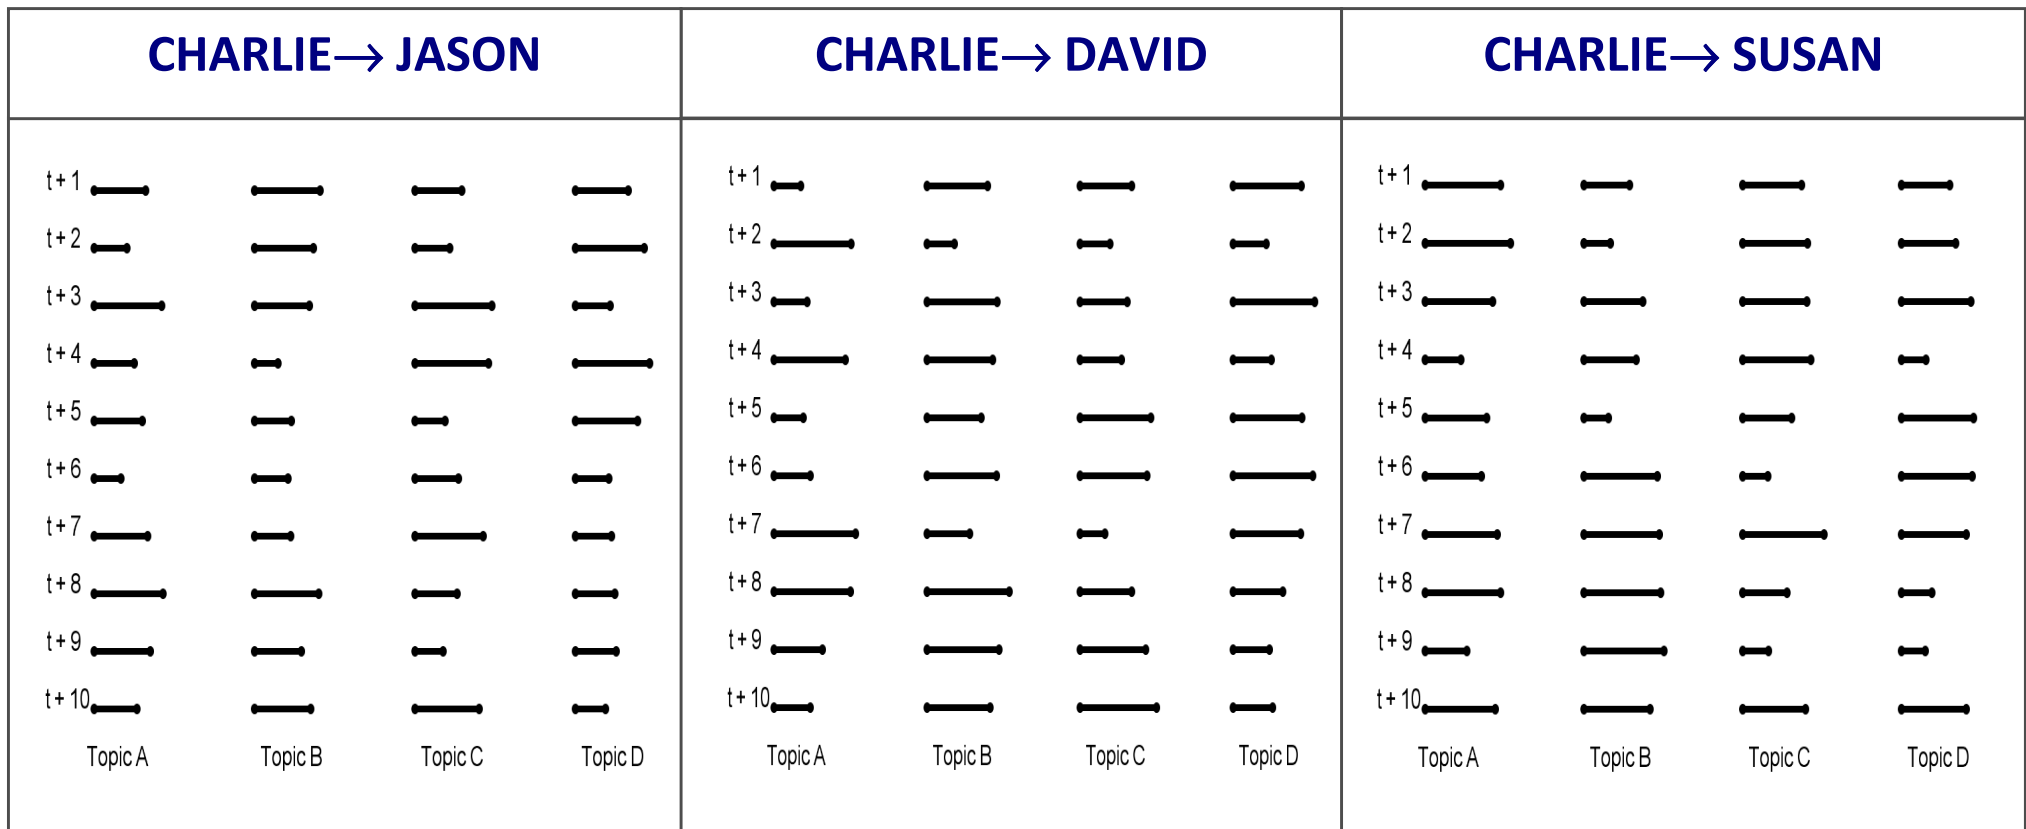 CHARLIE→ JASON
CHARLIE→ DAVID
CHARLIE→ SUSAN
t + 1
t + 2
t + 3
t + 4
t + 5
t + 6
t + 7
t + 8
t + 9
t + 10
Topic A Topic B Topic C Topic D
t + 1
t + 2
t + 3
t + 4
t + 5
t + 6
t + 7
t + 8
t + 9
t + 10
Topic A Topic B Topic C Topic D
t + 1
t + 2
t + 3
t + 4
t + 5
t + 6
t + 7
t + 8
t + 9
t + 10
Topic A Topic B Topic C Topic D